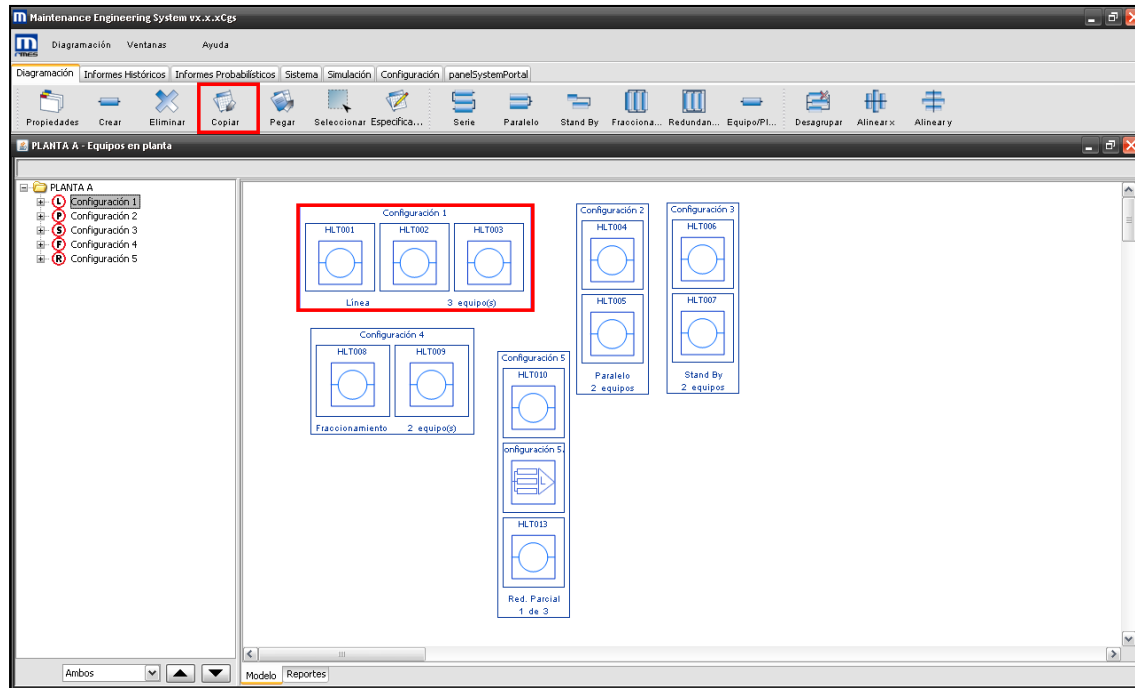 Maintenance Engineering System vx.x.xCgs
mes Diagramación Ventanas Ayuda
Diagramación Informes Históricos Informes Probabilísticos Sistema Simulación Configuración panelSystemPortal
Propiedades Crear Eliminar Copiar Pegar Seleccionar Especifica... Serie Paralelo Stand By Fracciona... Redundan... Equipo/Pl... Desagrupar Alinear x Alinear y
PLANTA A - Equipos en planta
PLANTA A
L Configuración 1
P Configuración 2
S Configuración 3
F Configuración 4
R Configuración 5
Configuración 1
HLT001 HLT002 HLT003
Línea 3 equipo(s)
Configuración 2
HLT004
HLT005
Paralelo
2 equipos
Configuración 3
HLT006
HLT007
Stand By
2 equipos
Configuración 4
HLT008 HLT009
Fraccionamiento 2 equipo(s)
Configuración 5
HLT010
onfiguración 5.
L
HLT013
Red. Parcial
1 de 3
Ambos
Modelo Reportes